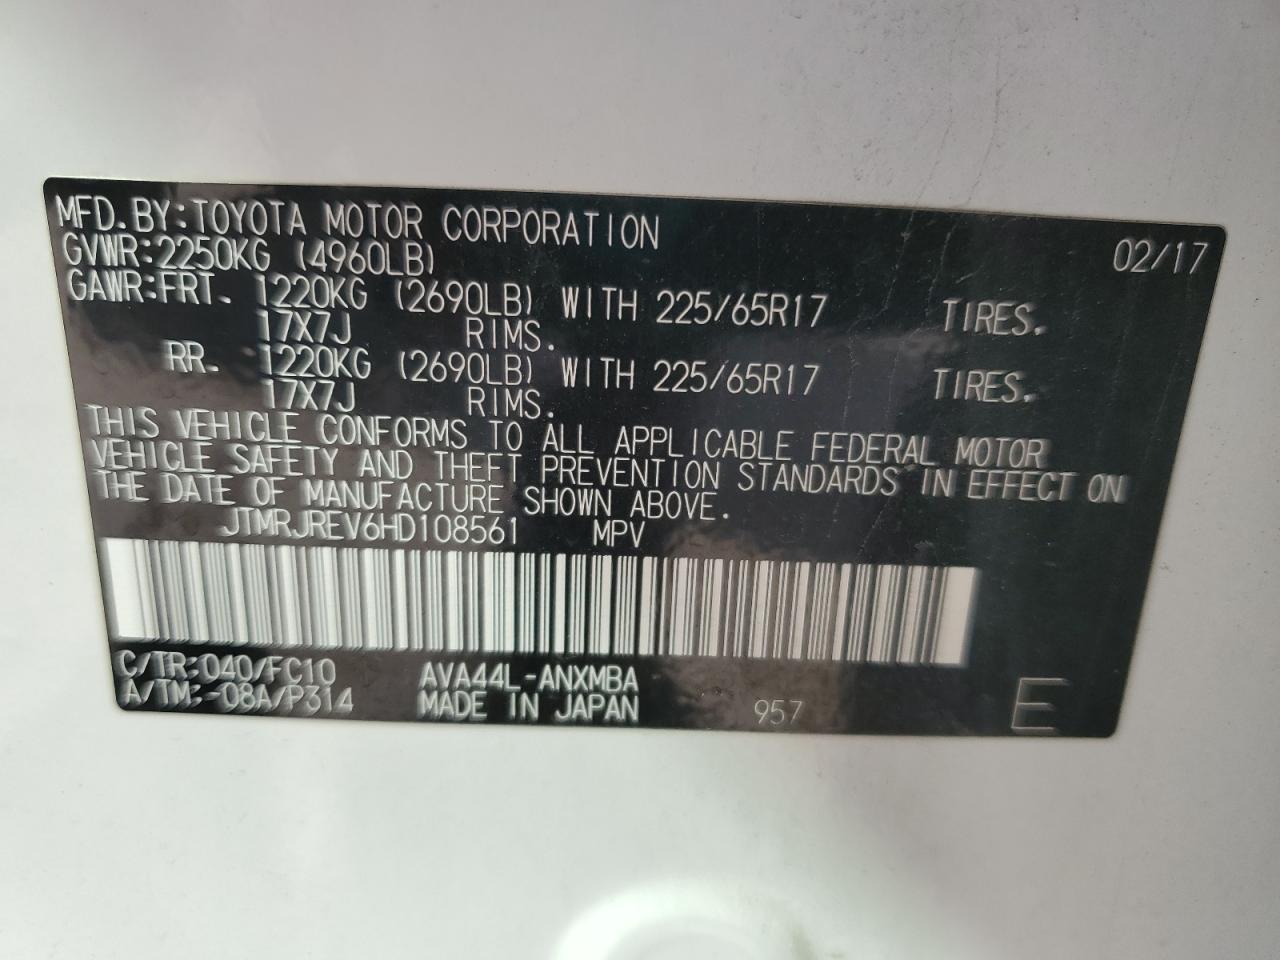 MFD.BY:TOYOTA MOTOR CORPORATION 02/17
GVWR:2250KG (4960LB)
GAWR:FRT. 1220KG (2690LB) WITH 225/65R17 TIRES.
17X7J RIMS.
RR. 1220KG (2690LB) WITH 225/65R17 TIRES.
17X7J RIMS.
THIS VEHICLE CONFORMS TO ALL APPLICABLE FEDERAL MOTOR
VEHICLE SAFETY AND THEFT PREVENTION STANDARDS IN EFFECT ON
THE DATE OF MANUFACTURE SHOWN ABOVE.
JTMRJREV6HD108561 MPV
C/TR:040/FC10 AVA44L-ANXMBA
A/TM:-08A/P314 MADE IN JAPAN 957 E